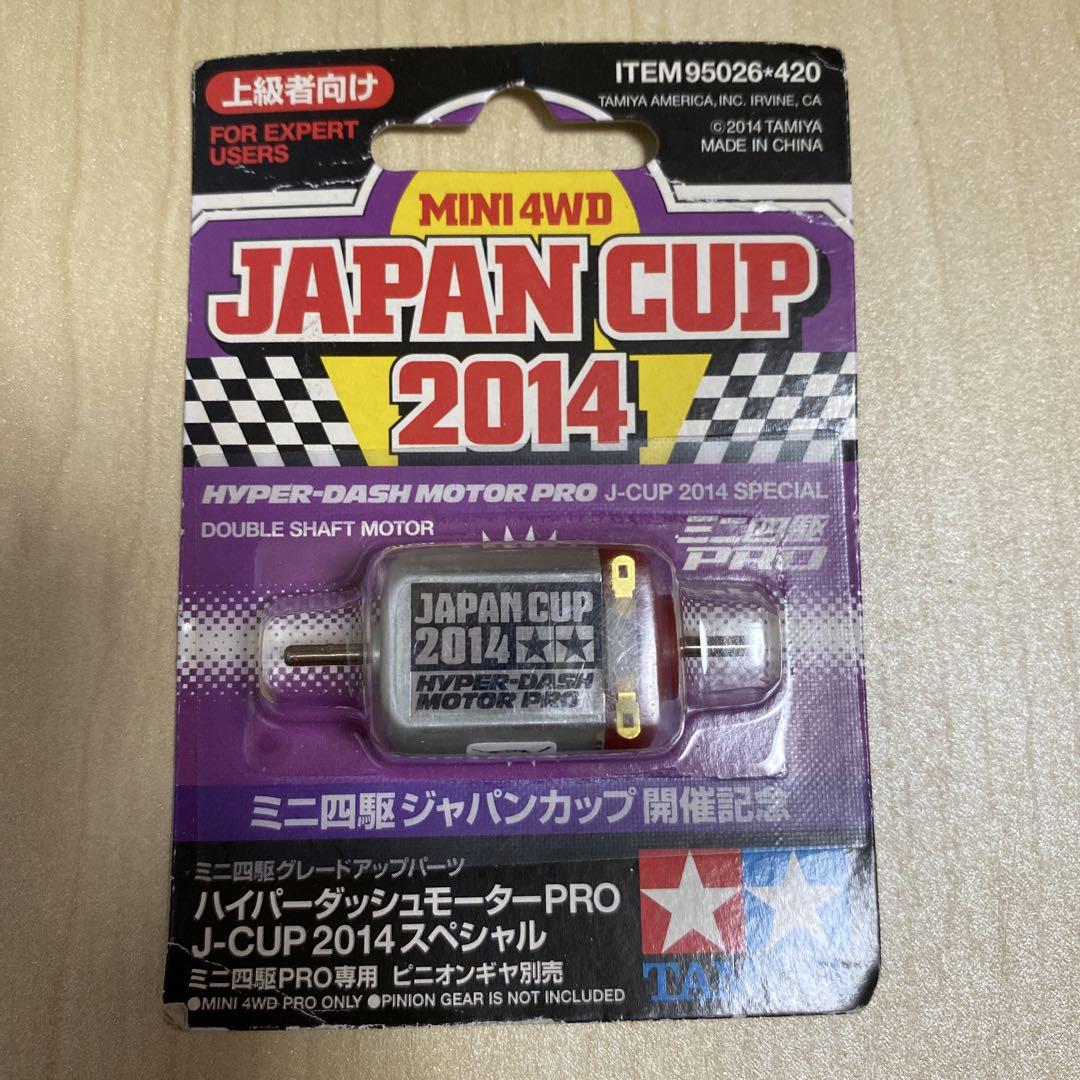 上級者向け
FOR EXPERT
USERS
ITEM 95026*420
TAMIYA AMERICA, INC. IRVINE, CA
©2014 TAMIYA
MADE IN CHINA
MINI 4WD
JAPAN CUP
2014
HYPER-DASH MOTOR PRO J-CUP 2014 SPECIAL
DOUBLE SHAFT MOTOR
ミニ四駆
PRO
JAPAN CUP
2014
HYPER-DASH
MOTOR PRO
ミニ四駆 ジャパンカップ 開催記念
ミニ四駆グレードアップパーツ
ハイパーダッシュモーターPRO
J-CUP 2014 スペシャル
ミニ四駆PRO専用 ピニオンギヤ別売
●MINI 4WD PRO ONLY ●PINION GEAR IS NOT INCLUDED
TAMIYA